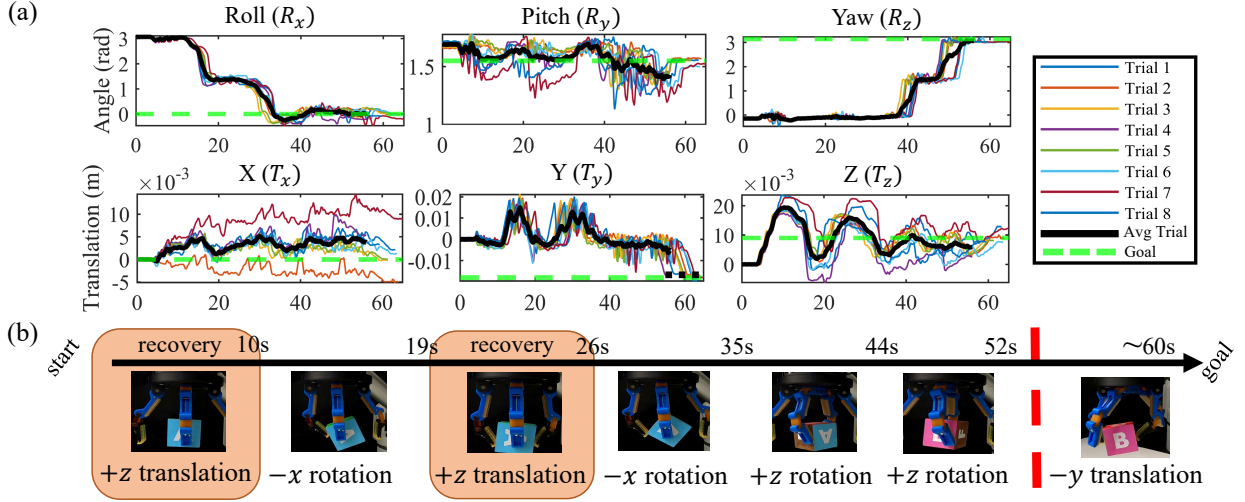 (a)
Roll (Rₓ)
Pitch (R_y)
Yaw (R_z)
Angle (rad)
3
2
1
0
0
20
40
60
1.5
1
0
20
40
60
3
2
1
0
0
20
40
60
X (Tₓ)
Y (T_y)
Z (T_z)
Translation (m)
×10⁻³
10
5
0
-5
0
20
40
60
0.02
0.01
0
-0.01
0
20
40
60
×10⁻³
20
10
0
0
20
40
60
Trial 1
Trial 2
Trial 3
Trial 4
Trial 5
Trial 6
Trial 7
Trial 8
Avg Trial
Goal
(b)
start
recovery
10s
19s
recovery
26s
35s
44s
52s
~60s
goal
A
B
+z translation
−x rotation
+z translation
−x rotation
+z rotation
+z rotation
−y translation